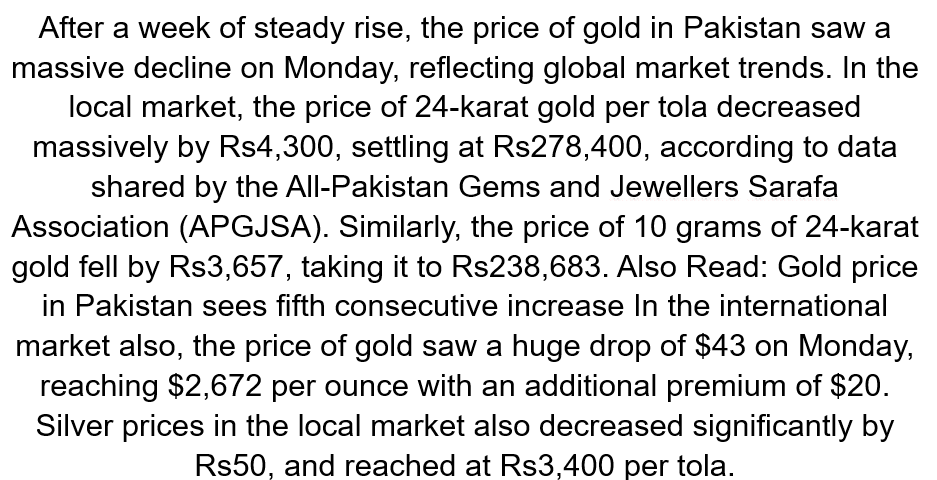 After a week of steady rise, the price of gold in Pakistan saw a
massive decline on Monday, reflecting global market trends. In the
local market, the price of 24-karat gold per tola decreased
massively by Rs4,300, settling at Rs278,400, according to data
shared by the All-Pakistan Gems and Jewellers Sarafa
Association (APGJSA). Similarly, the price of 10 grams of 24-karat
gold fell by Rs3,657, taking it to Rs238,683. Also Read: Gold price
in Pakistan sees fifth consecutive increase In the international
market also, the price of gold saw a huge drop of $43 on Monday,
reaching $2,672 per ounce with an additional premium of $20.
Silver prices in the local market also decreased significantly by
Rs50, and reached at Rs3,400 per tola.